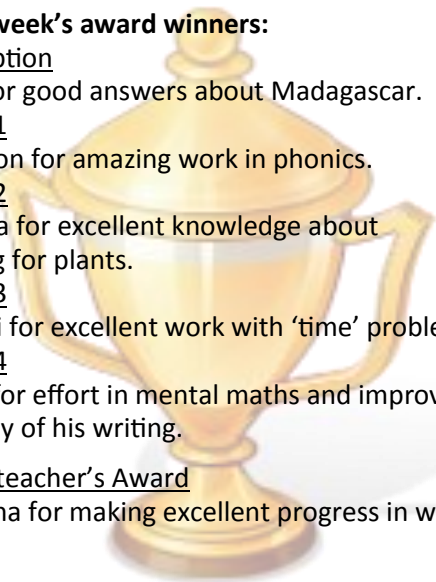 week's award winners:
ption
or good answers about Madagascar.
1
on for amazing work in phonics.
2
a for excellent knowledge about
g for plants.
3
i for excellent work with 'time' proble
4
for effort in mental maths and improv
y of his writing.
teacher's Award
na for making excellent progress in w